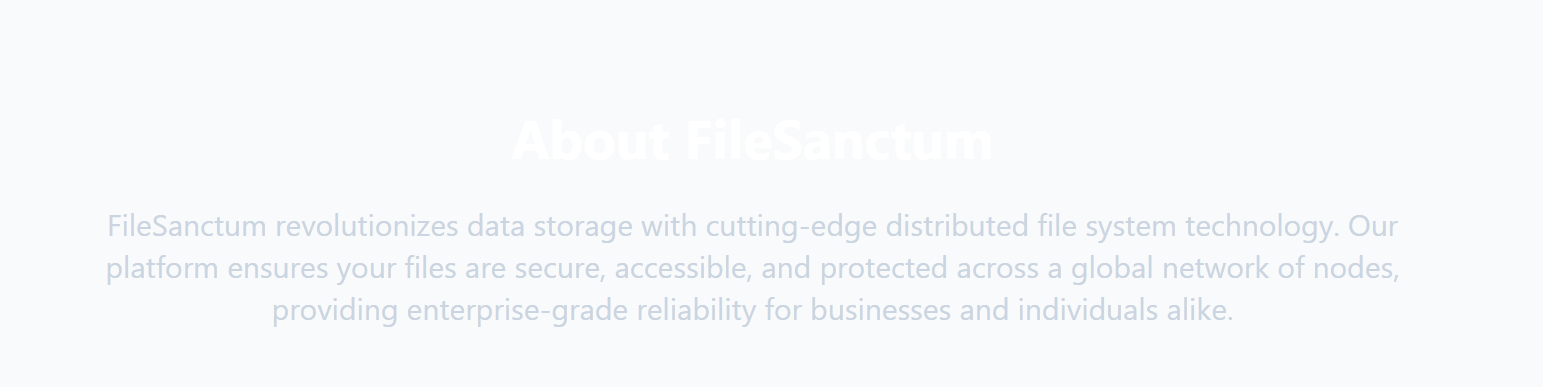 About FileSanctum
FileSanctum revolutionizes data storage with cutting-edge distributed file system technology. Our
platform ensures your files are secure, accessible, and protected across a global network of nodes,
providing enterprise-grade reliability for businesses and individuals alike.